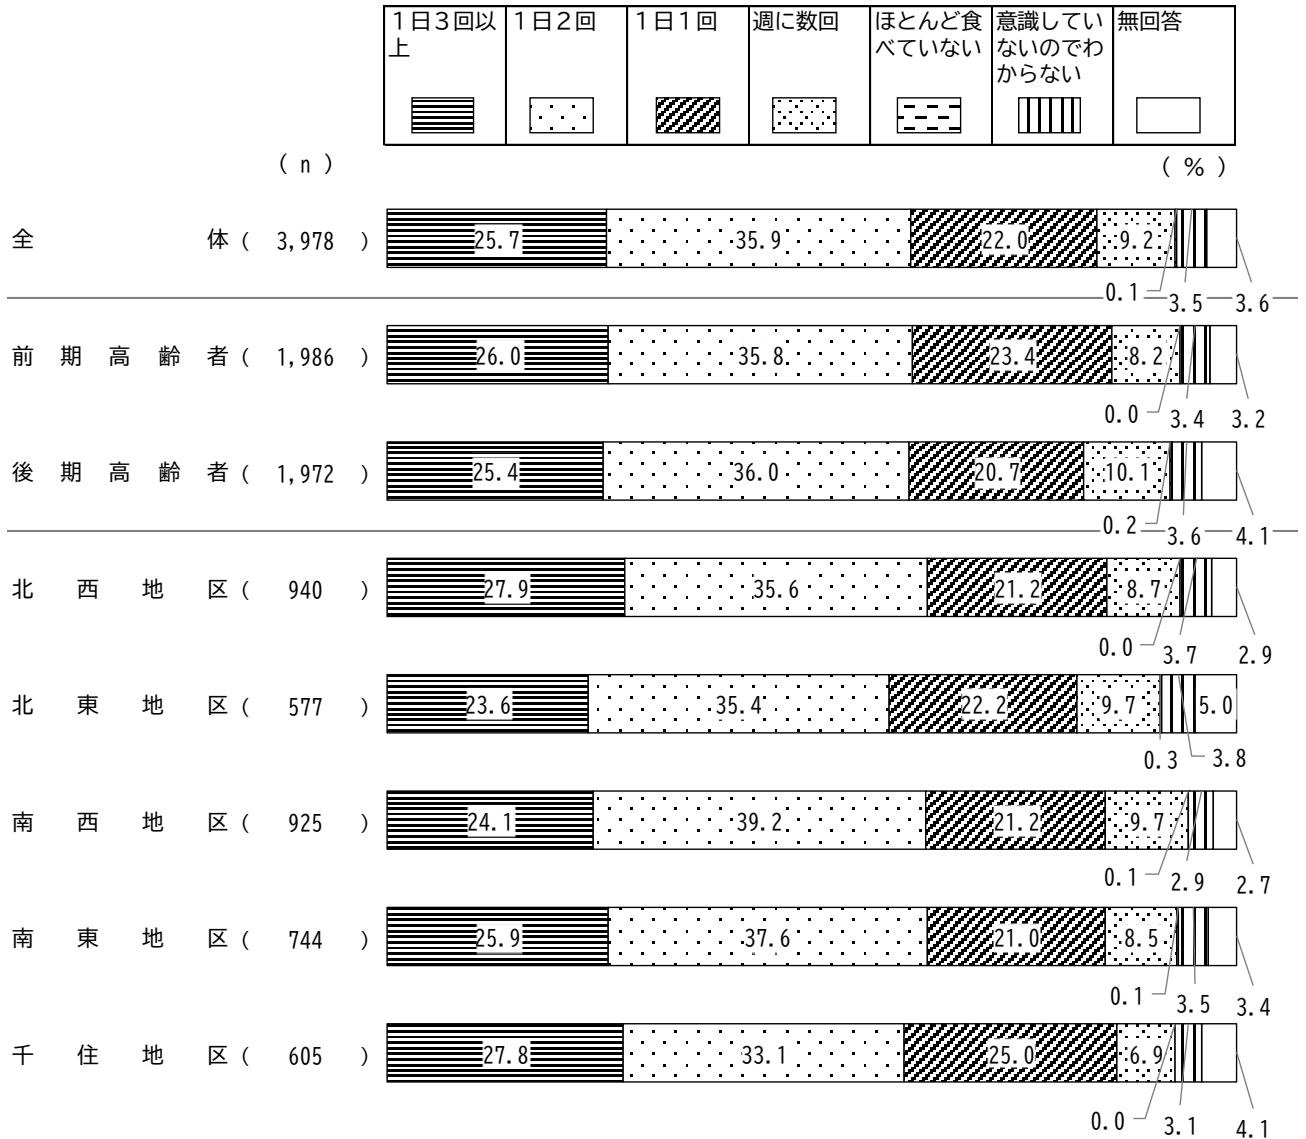 １日３回以上
１日２回
１日１回
週に数回
ほとんど食べていない
意識していないのでわからない
無回答
( n )
( % )
全体 ( 3,978 ) 25.7 35.9 22.0 9.2
0.1 3.5 3.6
前期高齢者 ( 1,986 ) 26.0 35.8 23.4 8.2
0.0 3.4 3.2
後期高齢者 ( 1,972 ) 25.4 36.0 20.7 10.1
0.2 3.6 4.1
北西地区 ( 940 ) 27.9 35.6 21.2 8.7
0.0 3.7 2.9
北東地区 ( 577 ) 23.6 35.4 22.2 9.7 5.0
0.3 3.8
南西地区 ( 925 ) 24.1 39.2 21.2 9.7
0.1 2.9 2.7
南東地区 ( 744 ) 25.9 37.6 21.0 8.5
0.1 3.5 3.4
千住地区 ( 605 ) 27.8 33.1 25.0 6.9
0.0 3.1 4.1